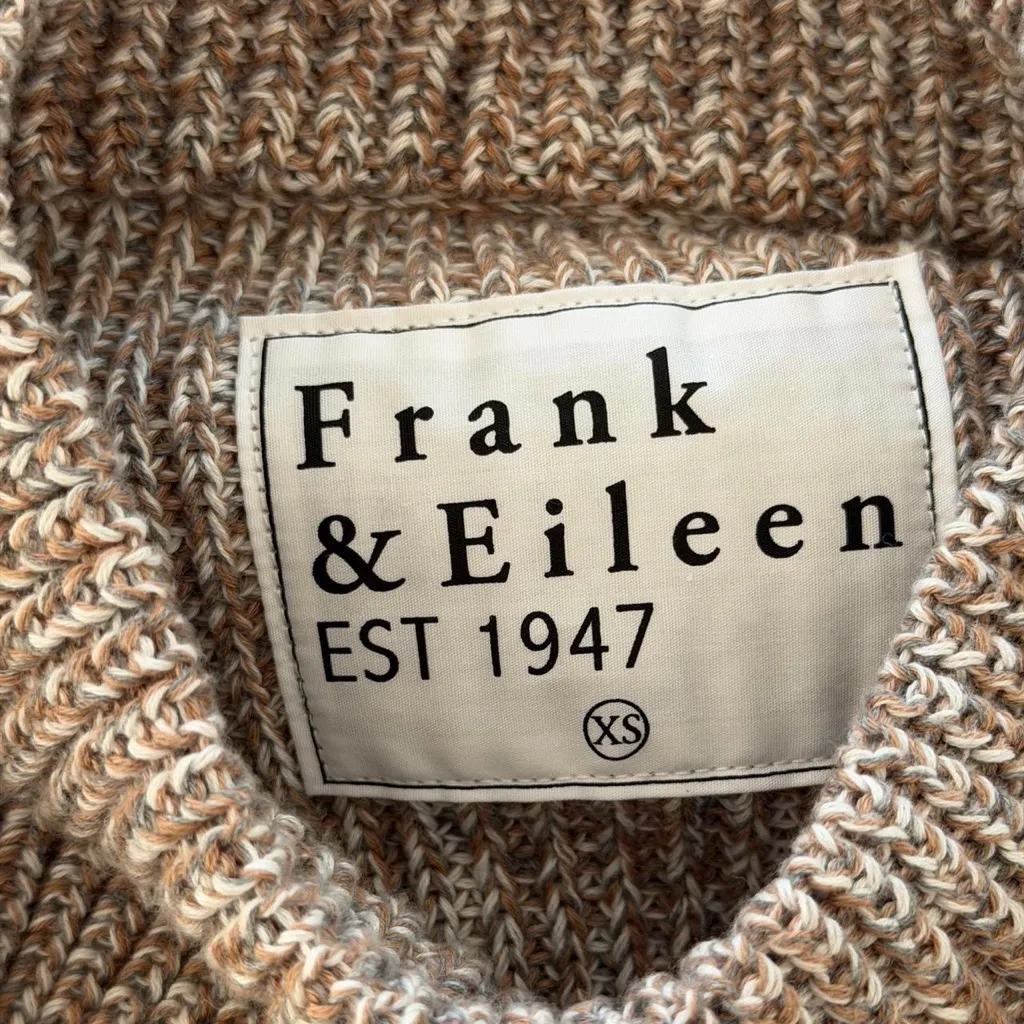 Frank
& Eileen
EST 1947
XS